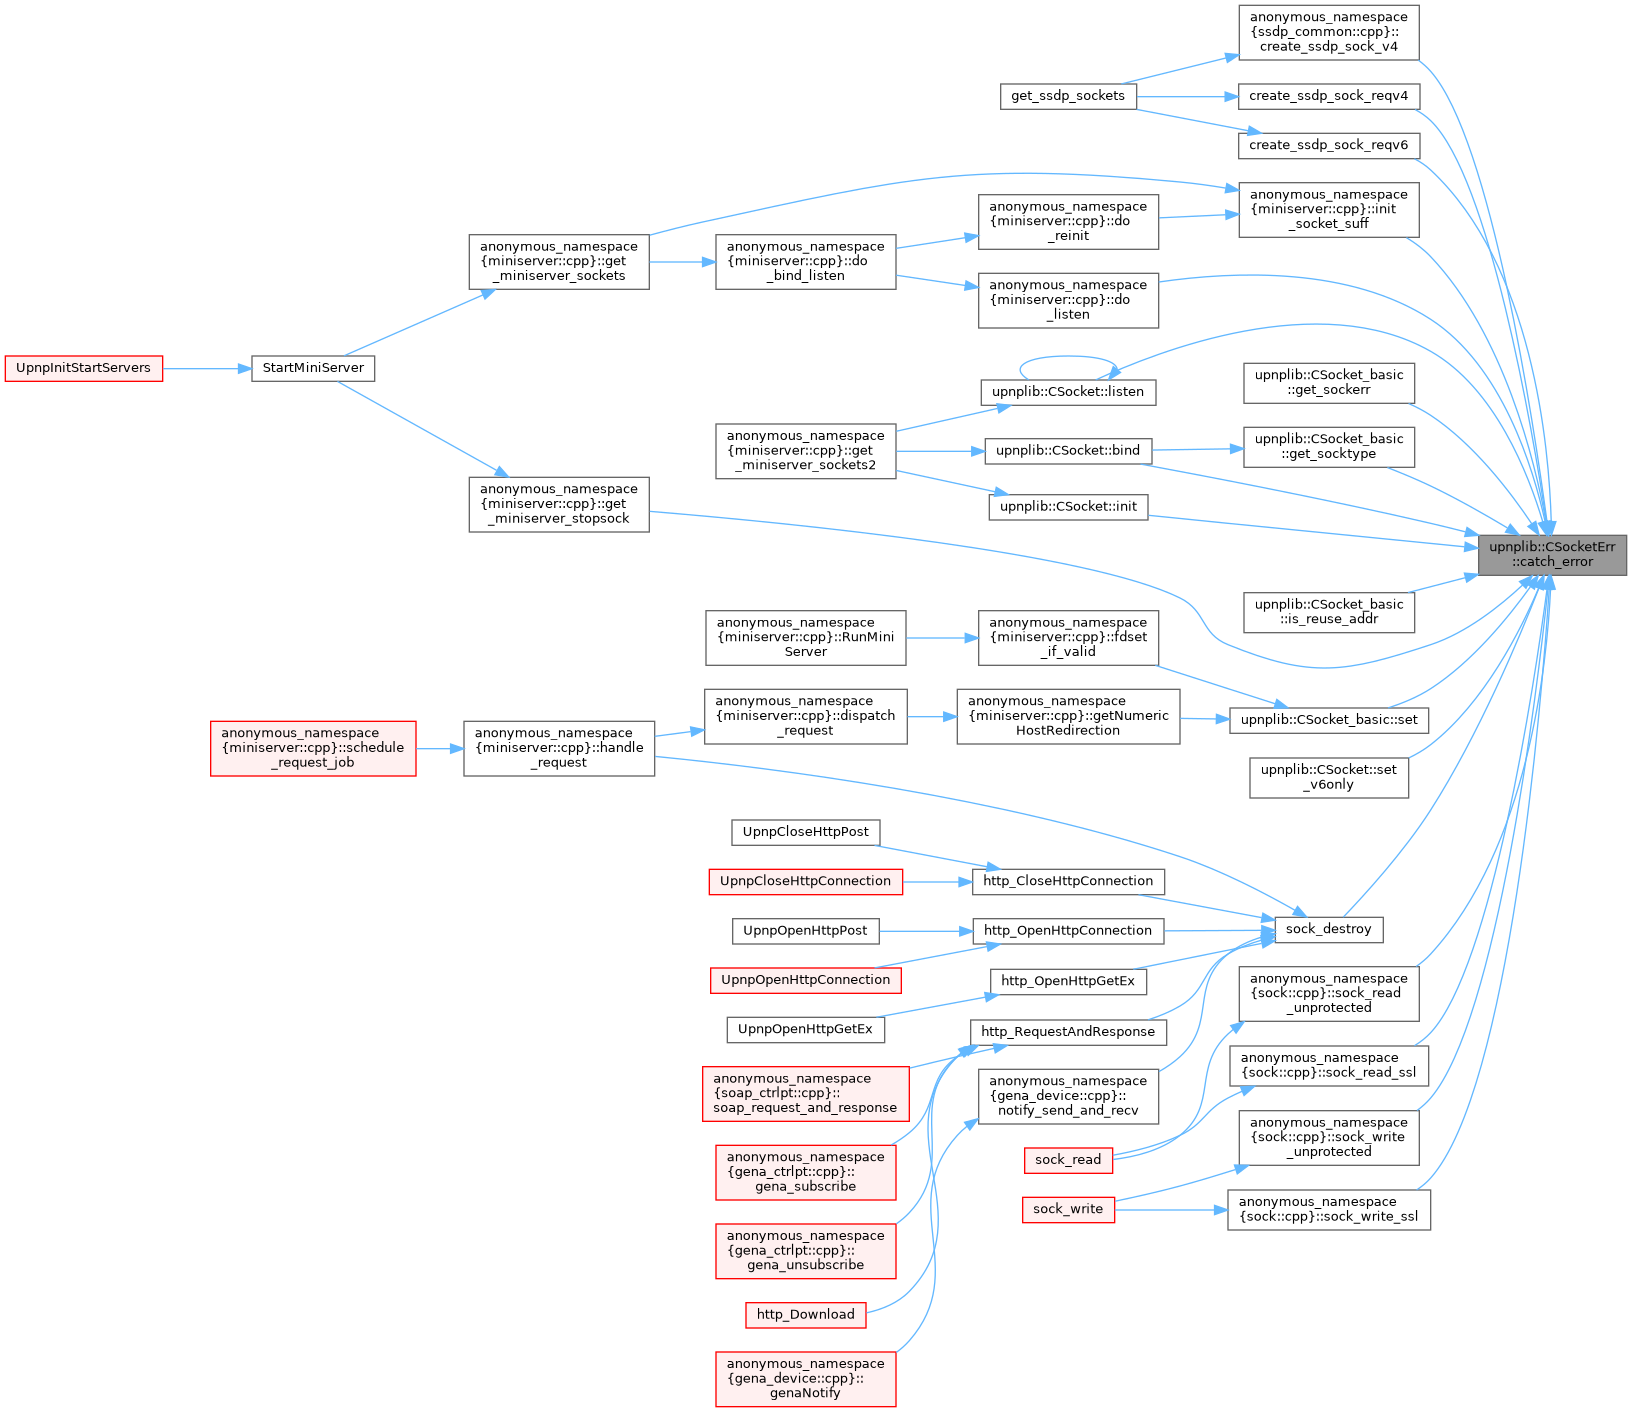 anonymous_namespace
{ssdp_common::cpp}::
create_ssdp_sock_v4
get_ssdp_sockets
create_ssdp_sock_reqv4
create_ssdp_sock_reqv6
anonymous_namespace
{miniserver::cpp}::init
_socket_suff
anonymous_namespace
{miniserver::cpp}::do
_reinit
anonymous_namespace
{miniserver::cpp}::get
_miniserver_sockets
anonymous_namespace
{miniserver::cpp}::do
_bind_listen
anonymous_namespace
{miniserver::cpp}::do
_listen
UpnpInitStartServers
StartMiniServer
upnplib::CSocket::listen
upnplib::CSocket_basic
::get_sockerr
anonymous_namespace
{miniserver::cpp}::get
_miniserver_sockets2
upnplib::CSocket::bind
upnplib::CSocket_basic
::get_socktype
anonymous_namespace
{miniserver::cpp}::get
_miniserver_stopsock
upnplib::CSocket::init
upnplib::CSocketErr
::catch_error
upnplib::CSocket_basic
::is_reuse_addr
anonymous_namespace
{miniserver::cpp}::RunMini
Server
anonymous_namespace
{miniserver::cpp}::fdset
_if_valid
anonymous_namespace
{miniserver::cpp}::schedule
_request_job
anonymous_namespace
{miniserver::cpp}::handle
_request
anonymous_namespace
{miniserver::cpp}::dispatch
_request
anonymous_namespace
{miniserver::cpp}::getNumeric
HostRedirection
upnplib::CSocket_basic::set
upnplib::CSocket::set
_v6only
UpnpCloseHttpPost
UpnpCloseHttpConnection
http_CloseHttpConnection
UpnpOpenHttpPost
http_OpenHttpConnection
sock_destroy
UpnpOpenHttpConnection
http_OpenHttpGetEx
anonymous_namespace
{sock::cpp}::sock_read
_unprotected
UpnpOpenHttpGetEx
http_RequestAndResponse
anonymous_namespace
{sock::cpp}::sock_read_ssl
anonymous_namespace
{soap_ctrlpt::cpp}::
soap_request_and_response
anonymous_namespace
{gena_device::cpp}::
notify_send_and_recv
anonymous_namespace
{sock::cpp}::sock_write
_unprotected
anonymous_namespace
{gena_ctrlpt::cpp}::
gena_subscribe
sock_read
sock_write
anonymous_namespace
{sock::cpp}::sock_write_ssl
anonymous_namespace
{gena_ctrlpt::cpp}::
gena_unsubscribe
http_Download
anonymous_namespace
{gena_device::cpp}::
genaNotify